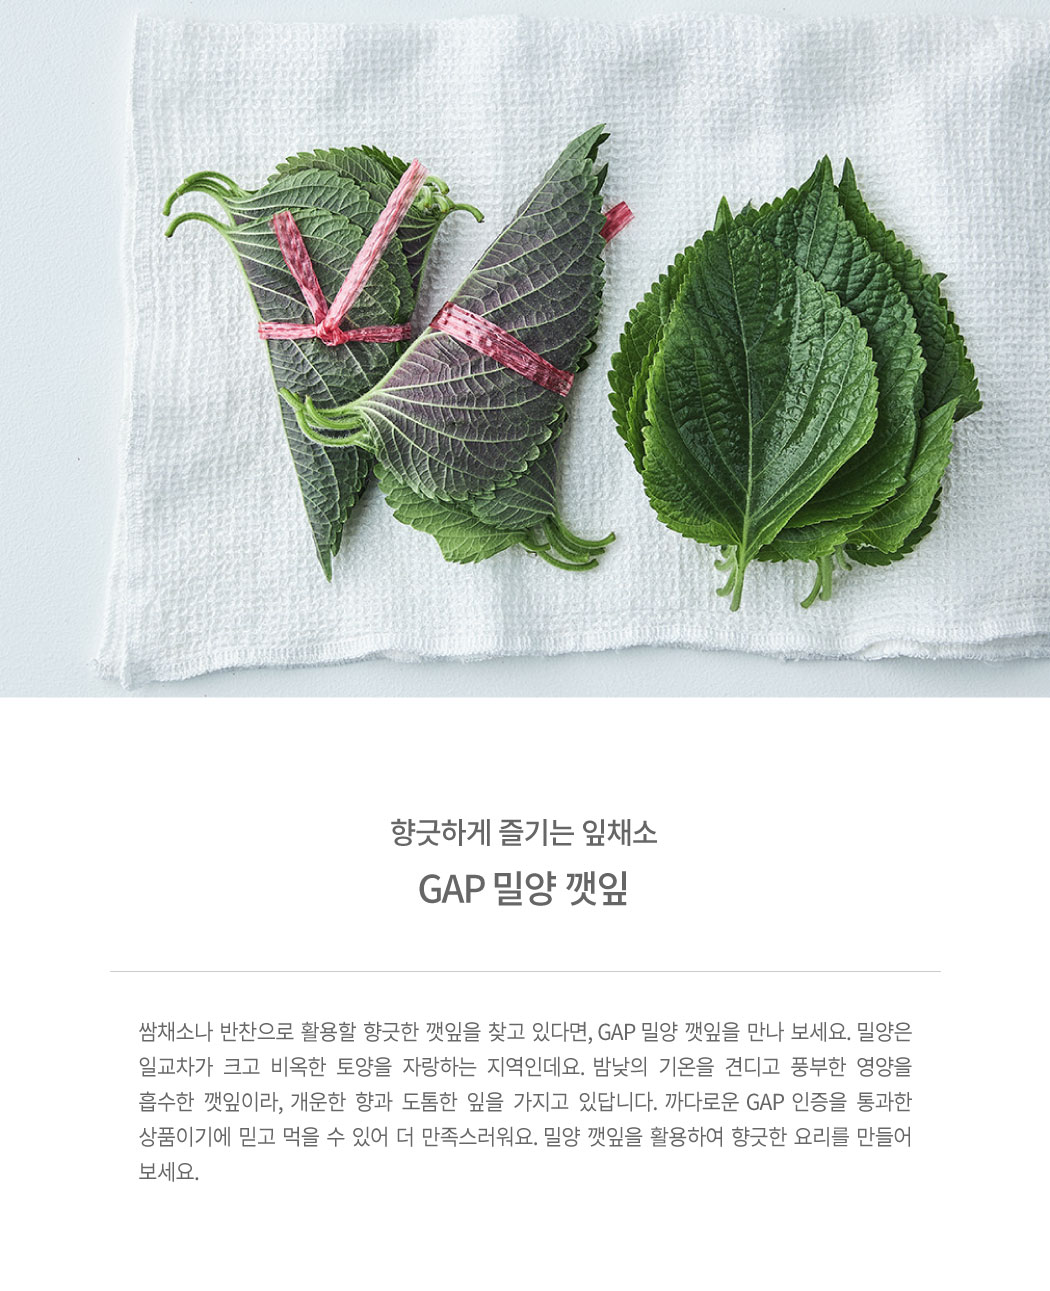 향긋하게 즐기는 잎채소
GAP 밀양 깻잎
쌈채소나 반찬으로 활용할 향긋한 깻잎을 찾고 있다면, GAP 밀양 깻잎을 만나 보세요. 밀양은
일교차가 크고 비옥한 토양을 자랑하는 지역인데요. 밤낮의 기온을 견디고 풍부한 영양을
흡수한 깻잎이라, 개운한 향과 도톰한 잎을 가지고 있답니다. 까다로운 GAP 인증을 통과한
상품이기에 믿고 먹을 수 있어 더 만족스러워요. 밀양 깻잎을 활용하여 향긋한 요리를 만들어
보세요.